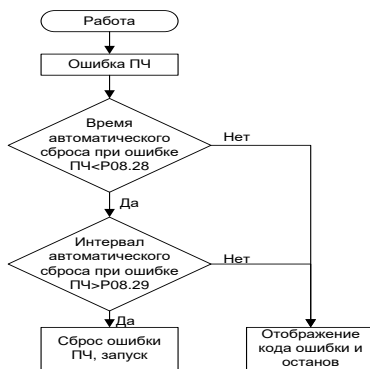 Работа
Ошибка ПЧ
Время
автоматического
сброса при ошибке
ПЧ<P08.28
Нет
Да
Интервал
автоматического
сброса при ошибке
ПЧ>P08.29
Нет
Да
Сброс ошибки
ПЧ, запуск
Отображение
кода ошибки и
останов